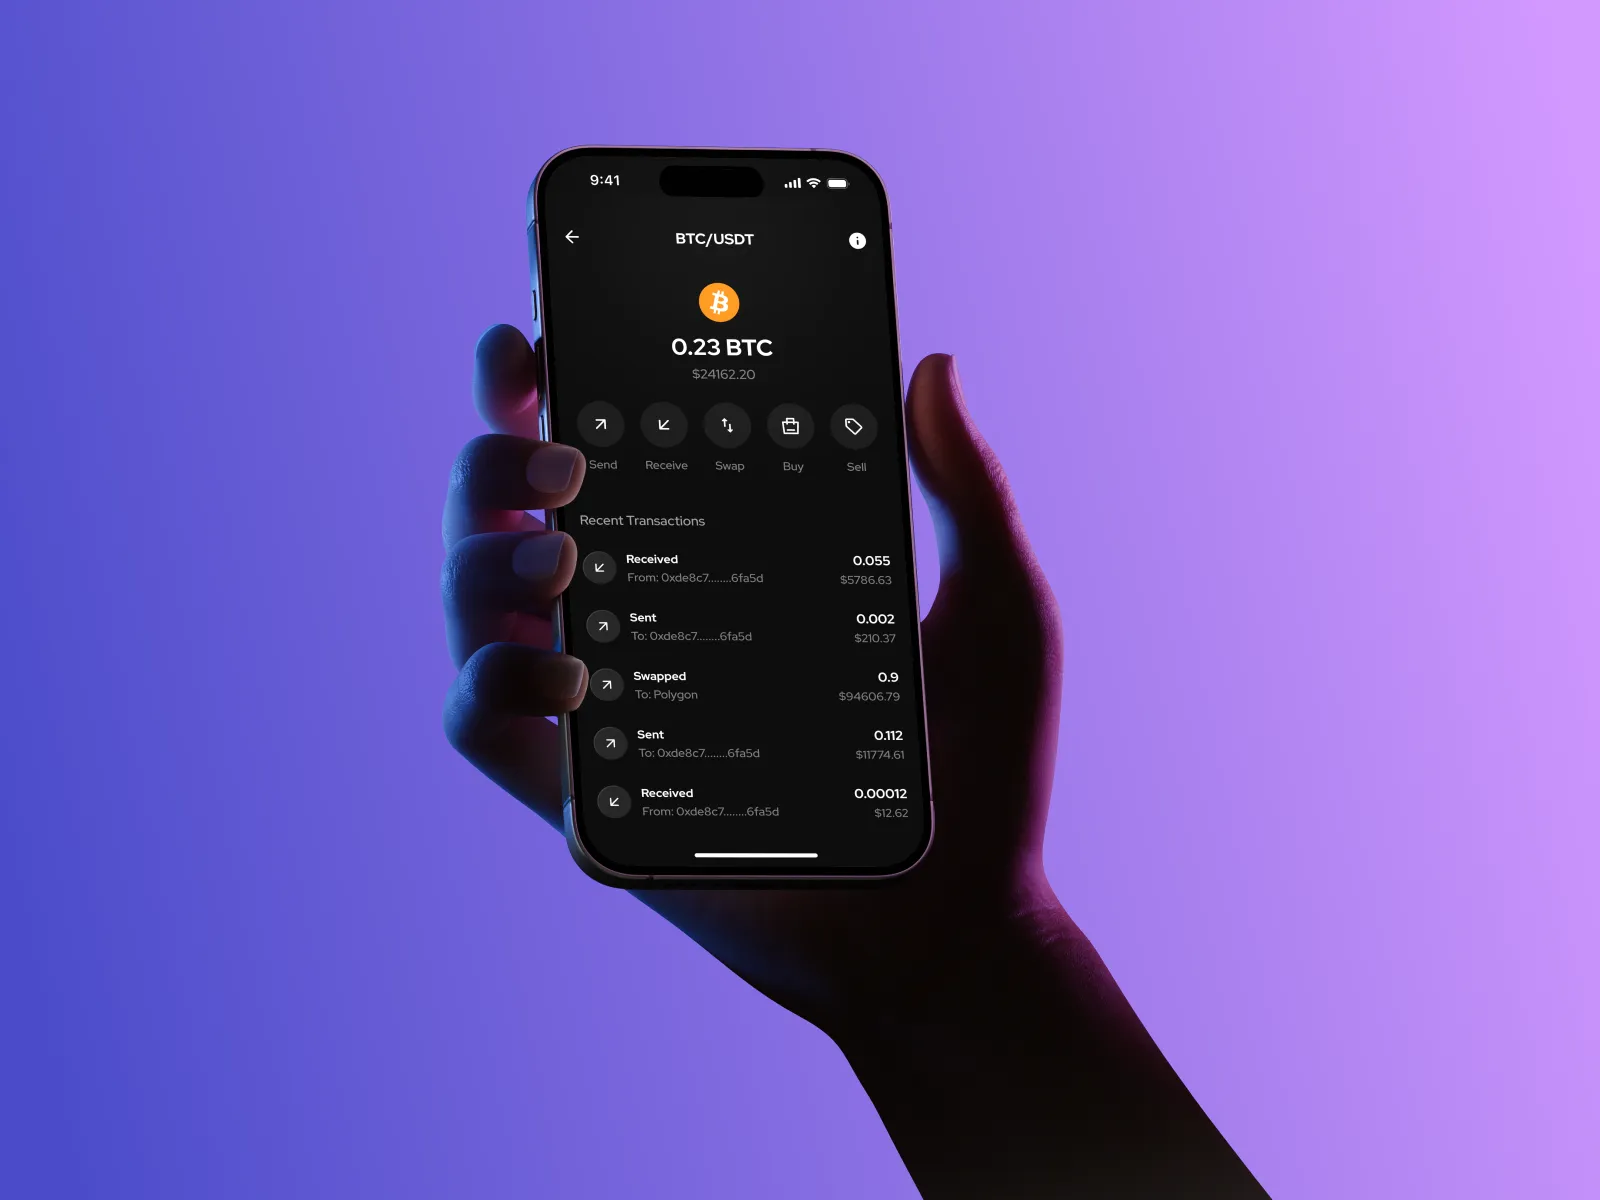 9:41
BTC/USDT
0.23 BTC
$24162.20
Send Receive Swap Buy Sell
Recent Transactions
Received 0.055
From: 0xde8c7........6fa5d $5786.63
Sent 0.002
To: 0xde8c7........6fa5d $210.37
Swapped 0.9
To: Polygon $94606.79
Sent 0.112
To: 0xde8c7........6fa5d $11774.61
Received 0.00012
From: 0xde8c7........6fa5d $12.62